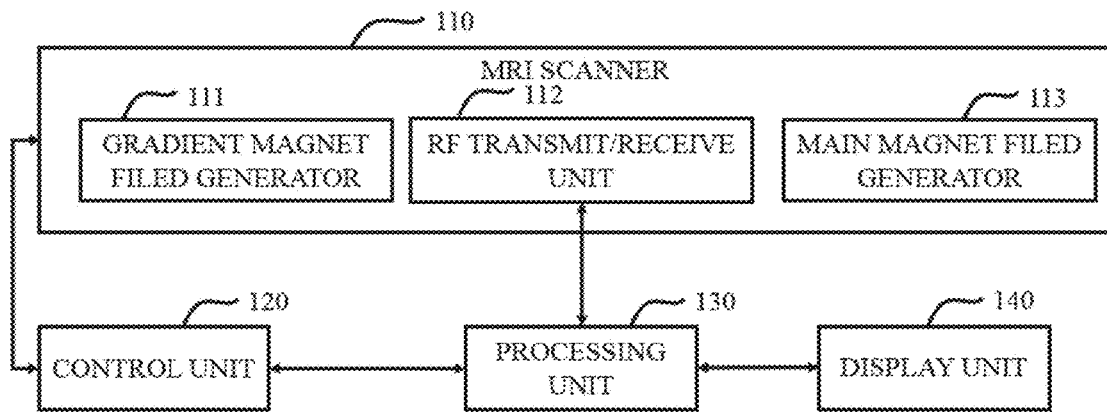 110
MRI SCANNER
111
112
113
GRADIENT MAGNET
FILED GENERATOR
RF TRANSMIT/RECEIVE
UNIT
MAIN MAGNET FILED
GENERATOR
120
130
140
CONTROL UNIT
PROCESSING
UNIT
DISPLAY UNIT